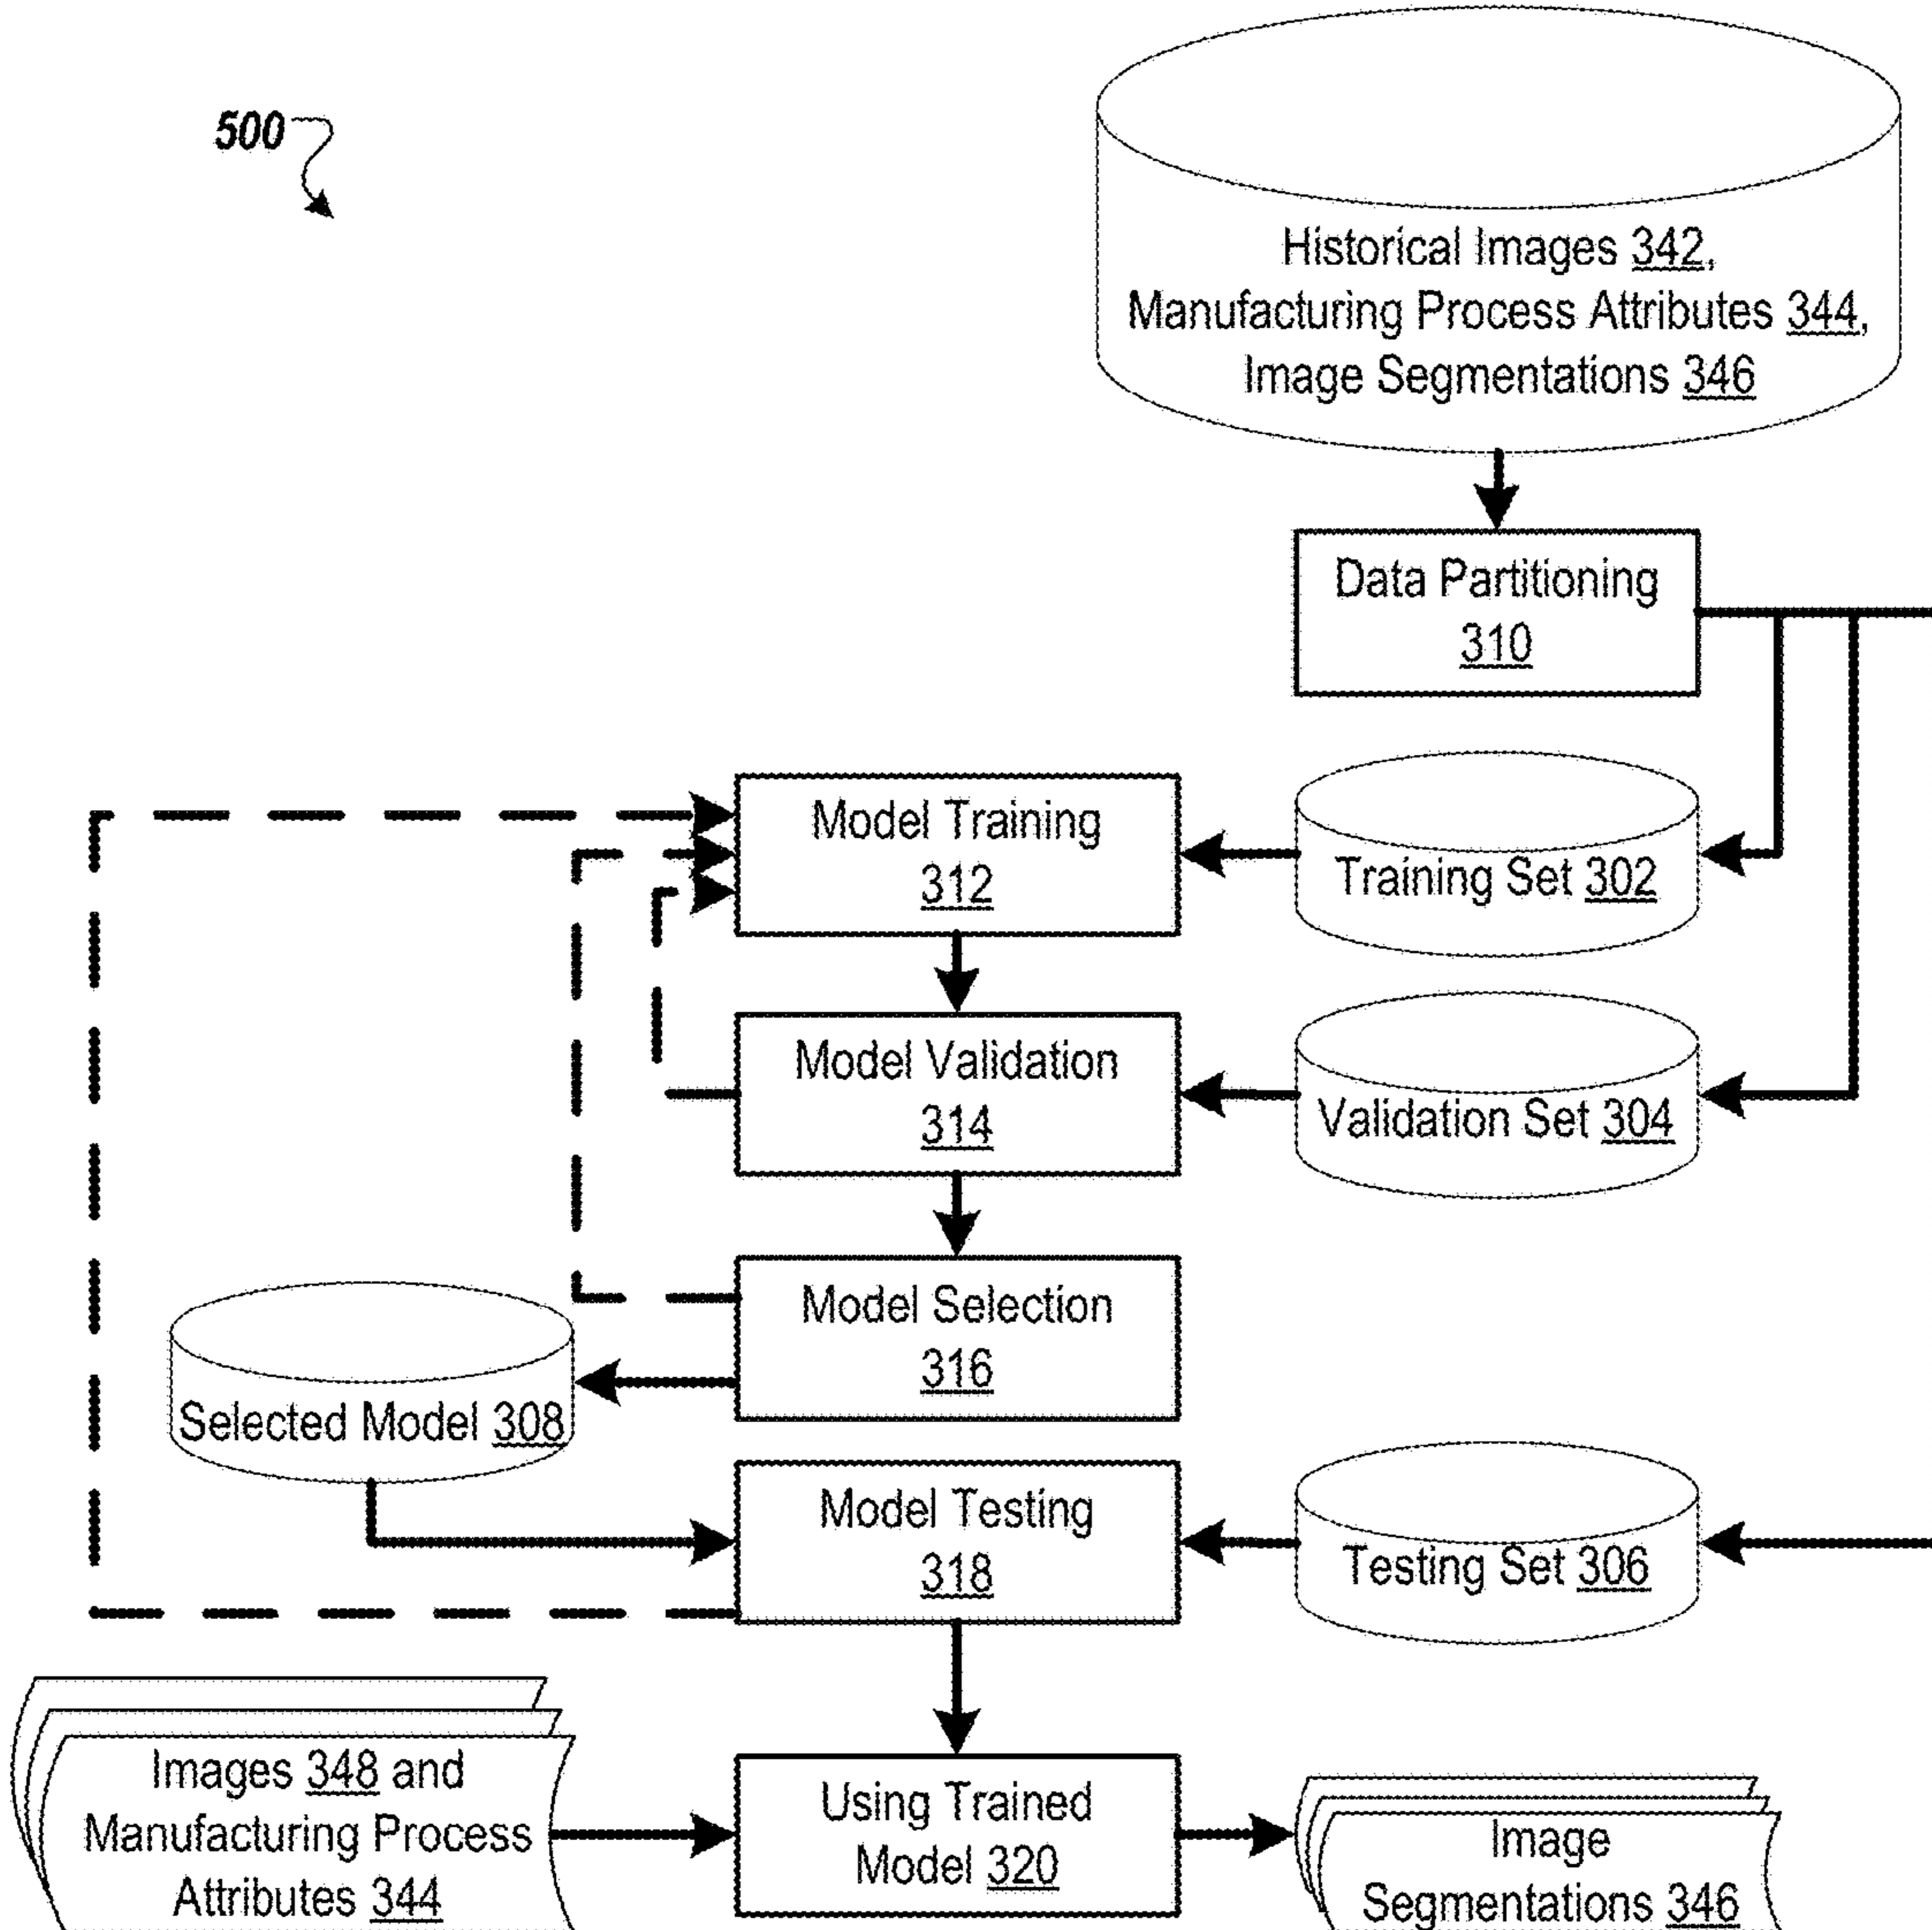 500
Historical Images 342,
Manufacturing Process Attributes 344,
Image Segmentations 346
Data Partitioning
310
Model Training
312
Training Set 302
Model Validation
314
Validation Set 304
Model Selection
316
Selected Model 308
Model Testing
318
Testing Set 306
Images 348 and
Manufacturing Process
Attributes 344
Using Trained
Model 320
Image
Segmentations 346